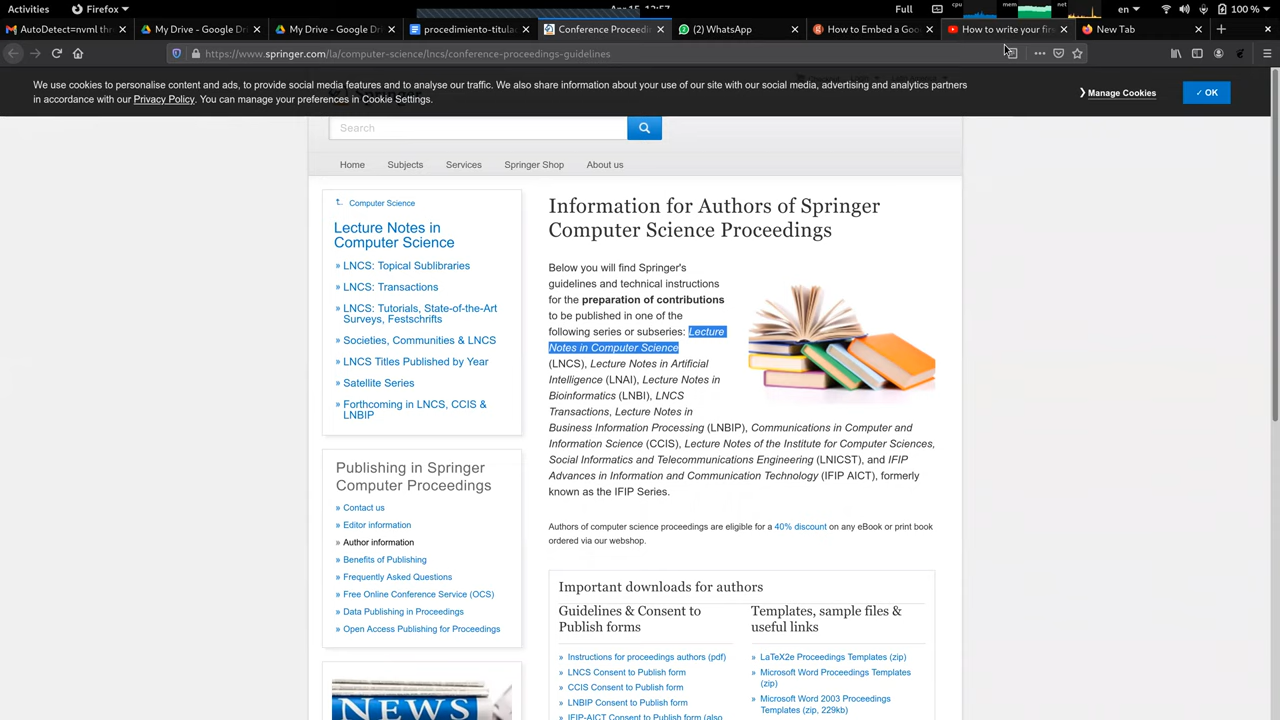 Activities Firefox Apr 15, 12:57 Full cpu mem net en 100 %
AutoDetect=nvml thr My Drive - Google D My Drive - Google D procedimiento-titula Conference Proceedi (2) WhatsApp How to Embed a Goo How to write your firs New Tab
https://www.springer.com/la/computer-science/lncs/conference-proceedings-guidelines
We use cookies to personalise content and ads, to provide social media features and to analyse our traffic. We also share information about your use of our site with our social media, advertising and analytics partners
in accordance with our Privacy Policy. You can manage your preferences in Cookie Settings.
❯ Manage Cookies
✓ OK
Search
Home Subjects Services Springer Shop About us
Computer Science
Lecture Notes in
Computer Science
» LNCS: Topical Sublibraries
» LNCS: Transactions
» LNCS: Tutorials, State-of-the-Art
Surveys, Festschrifts
» Societies, Communities & LNCS
» LNCS Titles Published by Year
» Satellite Series
» Forthcoming in LNCS, CCIS &
LNBIP
Publishing in Springer
Computer Proceedings
» Contact us
» Editor information
» Author information
» Benefits of Publishing
» Frequently Asked Questions
» Free Online Conference Service (OCS)
» Data Publishing in Proceedings
» Open Access Publishing for Proceedings
NEWS
Information for Authors of Springer
Computer Science Proceedings
Below you will find Springer's
guidelines and technical instructions
for the preparation of contributions
to be published in one of the
following series or subseries: Lecture
Notes in Computer Science
(LNCS), Lecture Notes in Artificial
Intelligence (LNAI), Lecture Notes in
Bioinformatics (LNBI), LNCS
Transactions, Lecture Notes in
Business Information Processing (LNBIP), Communications in Computer and
Information Science (CCIS), Lecture Notes of the Institute for Computer Sciences,
Social Informatics and Telecommunications Engineering (LNICST), and IFIP
Advances in Information and Communication Technology (IFIP AICT), formerly
known as the IFIP Series.
Authors of computer science proceedings are eligible for a 40% discount on any eBook or print book
ordered via our webshop.
Important downloads for authors
Guidelines & Consent to
Publish forms
» Instructions for proceedings authors (pdf)
» LNCS Consent to Publish form
» CCIS Consent to Publish form
» LNBIP Consent to Publish form
» IFIP-AICT Consent to Publish form (also
Templates, sample files &
useful links
» LaTeX2e Proceedings Templates (zip)
» Microsoft Word Proceedings Templates
(zip)
» Microsoft Word 2003 Proceedings
Templates (zip, 229kb)